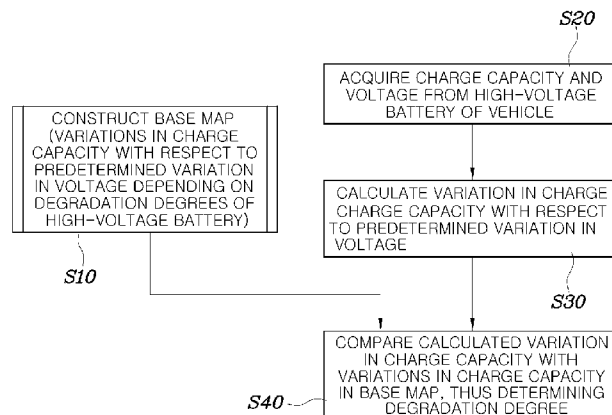 S20
ACQUIRE CHARGE CAPACITY AND
VOLTAGE FROM HIGH-VOLTAGE
BATTERY OF VEHICLE
CONSTRUCT BASE MAP
(VARIATIONS IN CHARGE
CAPACITY WITH RESPECT TO
PREDETERMINED VARIATION
IN VOLTAGE DEPENDING ON
DEGRADATION DEGREES OF
HIGH-VOLTAGE BATTERY)
S10
CALCULATE VARIATION IN CHARGE
CHARGE CAPACITY WITH RESPECT
TO PREDETERMINED VARIATION IN
VOLTAGE
S30
COMPARE CALCULATED VARIATION
IN CHARGE CAPACITY WITH
VARIATIONS IN CHARGE CAPACITY
IN BASE MAP, THUS DETERMINING
DEGRADATION DEGREE
S40